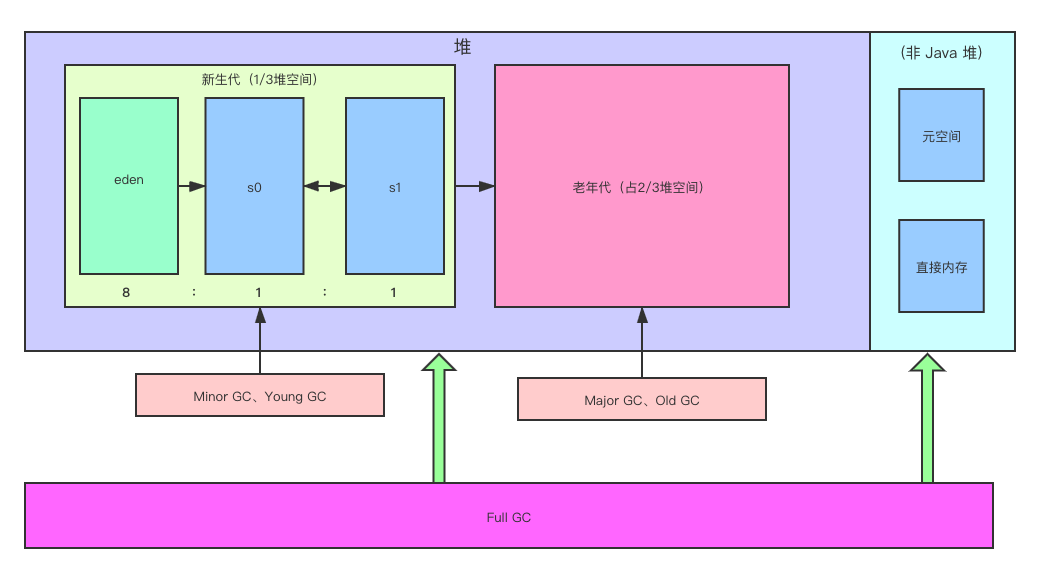 堆
(非 Java 堆)
新生代（1/3堆空间）
eden
s0
s1
老年代（占2/3堆空间）
元空间
直接内存
8 : 1 : 1
Minor GC、Young GC
Major GC、Old GC
Full GC